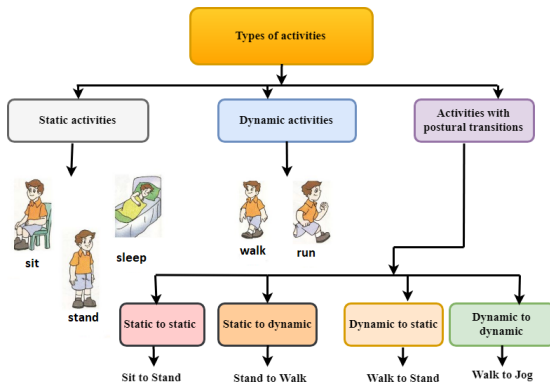 Types of activities
Static activities
Dynamic activities
Activities with
postural transitions
sit
stand
sleep
walk
run
Static to static
Static to dynamic
Dynamic to static
Dynamic to
dynamic
Sit to Stand
Stand to Walk
Walk to Stand
Walk to Jog